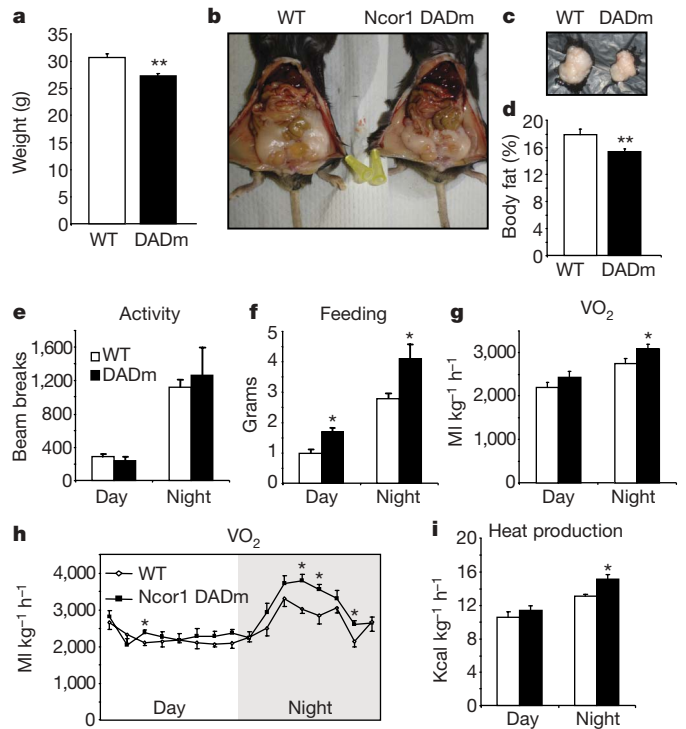 a
Weight (g)
35
30
25
20
15
10
5
0
**
WT DADm
b
WT Ncor1 DADm
c
WT DADm
d
Body fat (%)
20
16
12
8
4
0
**
WT DADm
e
Activity
Beam breaks
1,600
1,200
800
400
0
WT
DADm
Day Night
f
Feeding
Grams
5
4
3
2
1
0
*
*
Day Night
g
VO2
Ml kg–1 h–1
3,000
2,000
1,000
0
*
Day Night
h
VO2
Ml kg–1 h–1
4,000
3,000
2,000
1,000
0
WT
Ncor1 DADm
* * * *
Day Night
i
Heat production
Kcal kg–1 h–1
20
16
12
8
4
0
*
Day Night